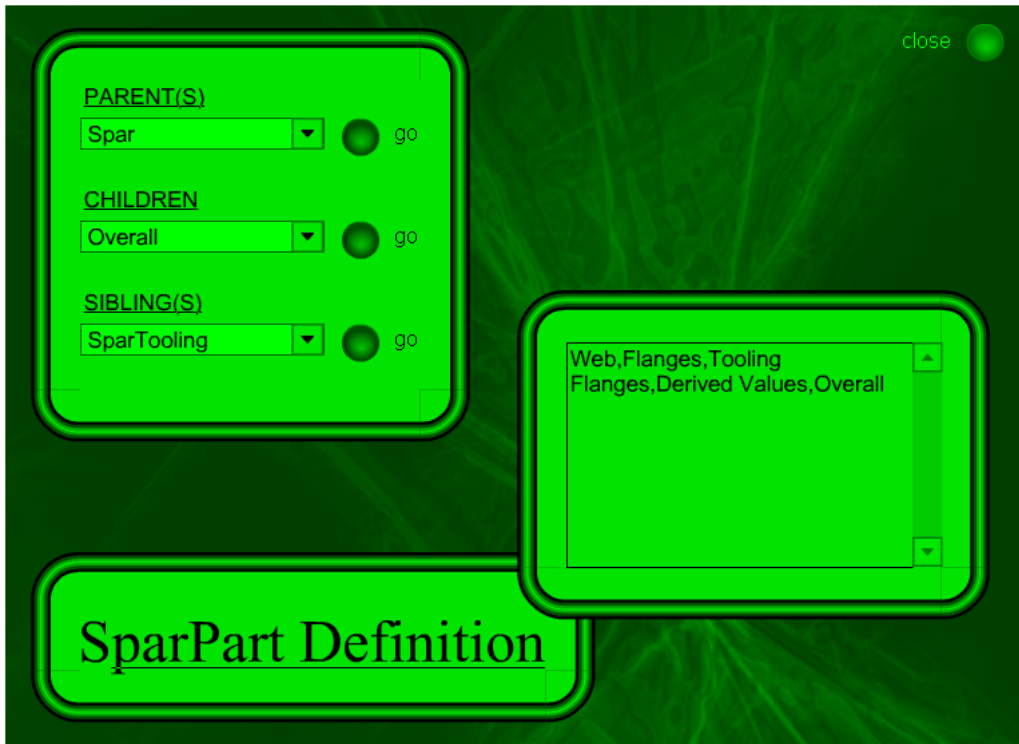 close
PARENT(S)
Spar
go
CHILDREN
Overall
go
SIBLING(S)
SparTooling
go
Web,Flanges,Tooling
Flanges,Derived Values,Overall
SparPart Definition